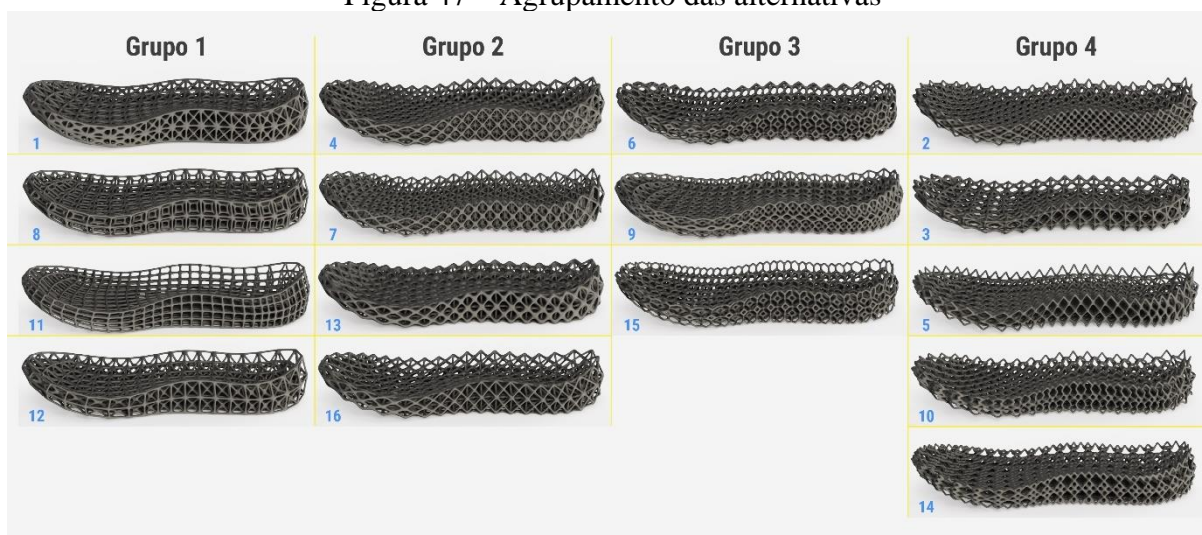 Figura 47 – Agrupamento das alternativas
Grupo 1 Grupo 2 Grupo 3 Grupo 4
1 4 6 2
8 7 9 3
11 13 15 5
12 16 10
14